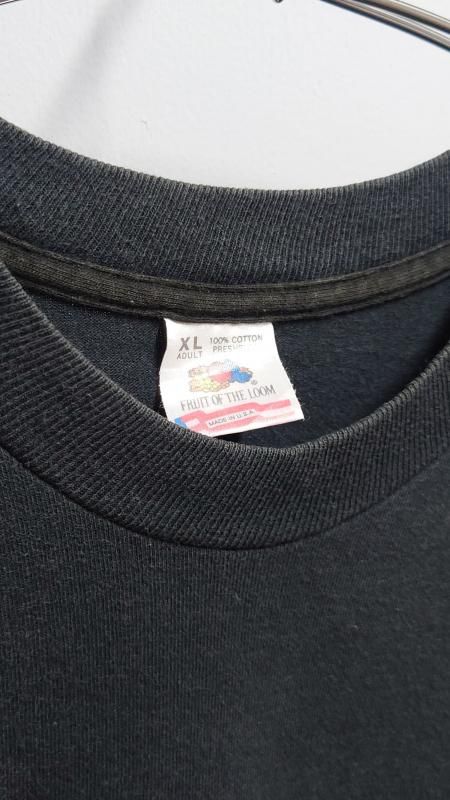 XL 100% COTTON
ADULT
FRUIT OF THE LOOM
®
MADE IN U.S.A.